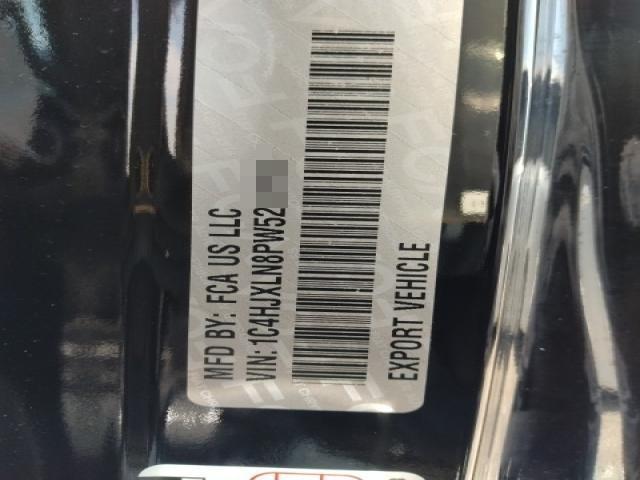 MFD BY: FCA US LLC
VIN: 1C4HJXLN8PW52
EXPORT VEHICLE